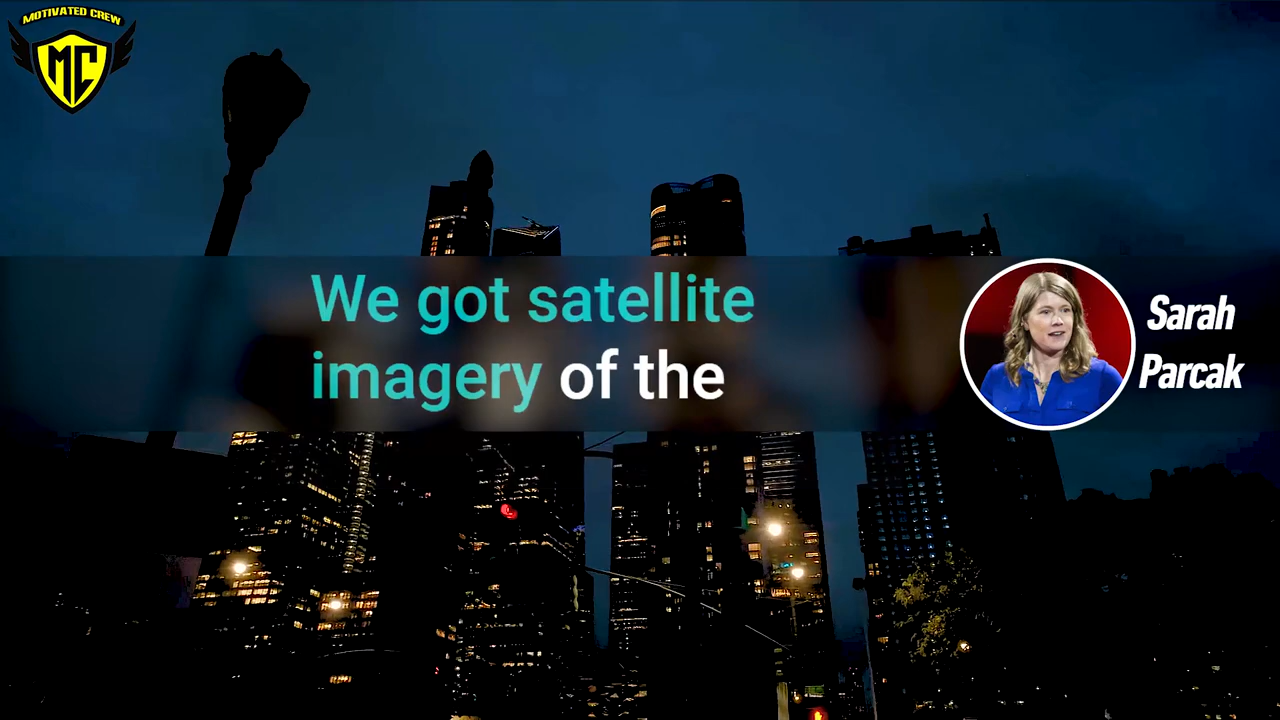 MOTIVATED CREW
MC
We got satellite
imagery of the
Sarah
Parcak